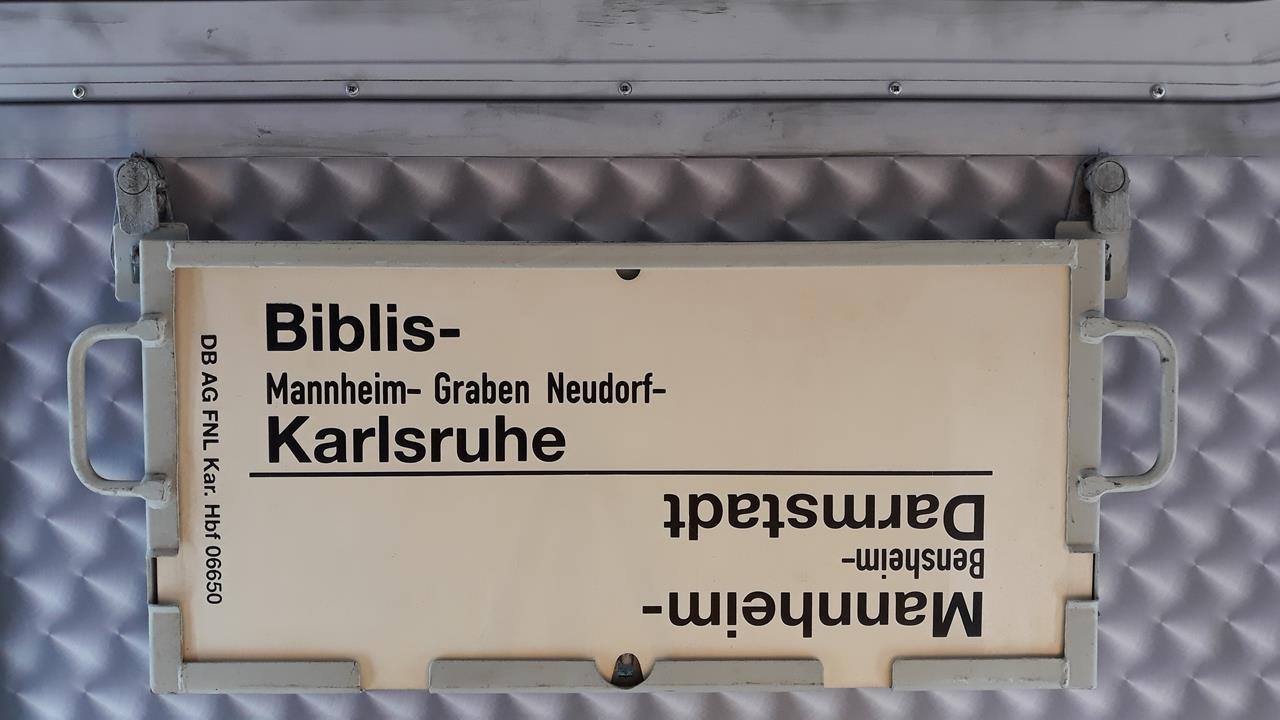 Biblis-
Mannheim- Graben Neudorf-
Karlsruhe
Mannheim-
Bensheim-
Darmstadt
DB AG FNL Kar. Hbf 06650